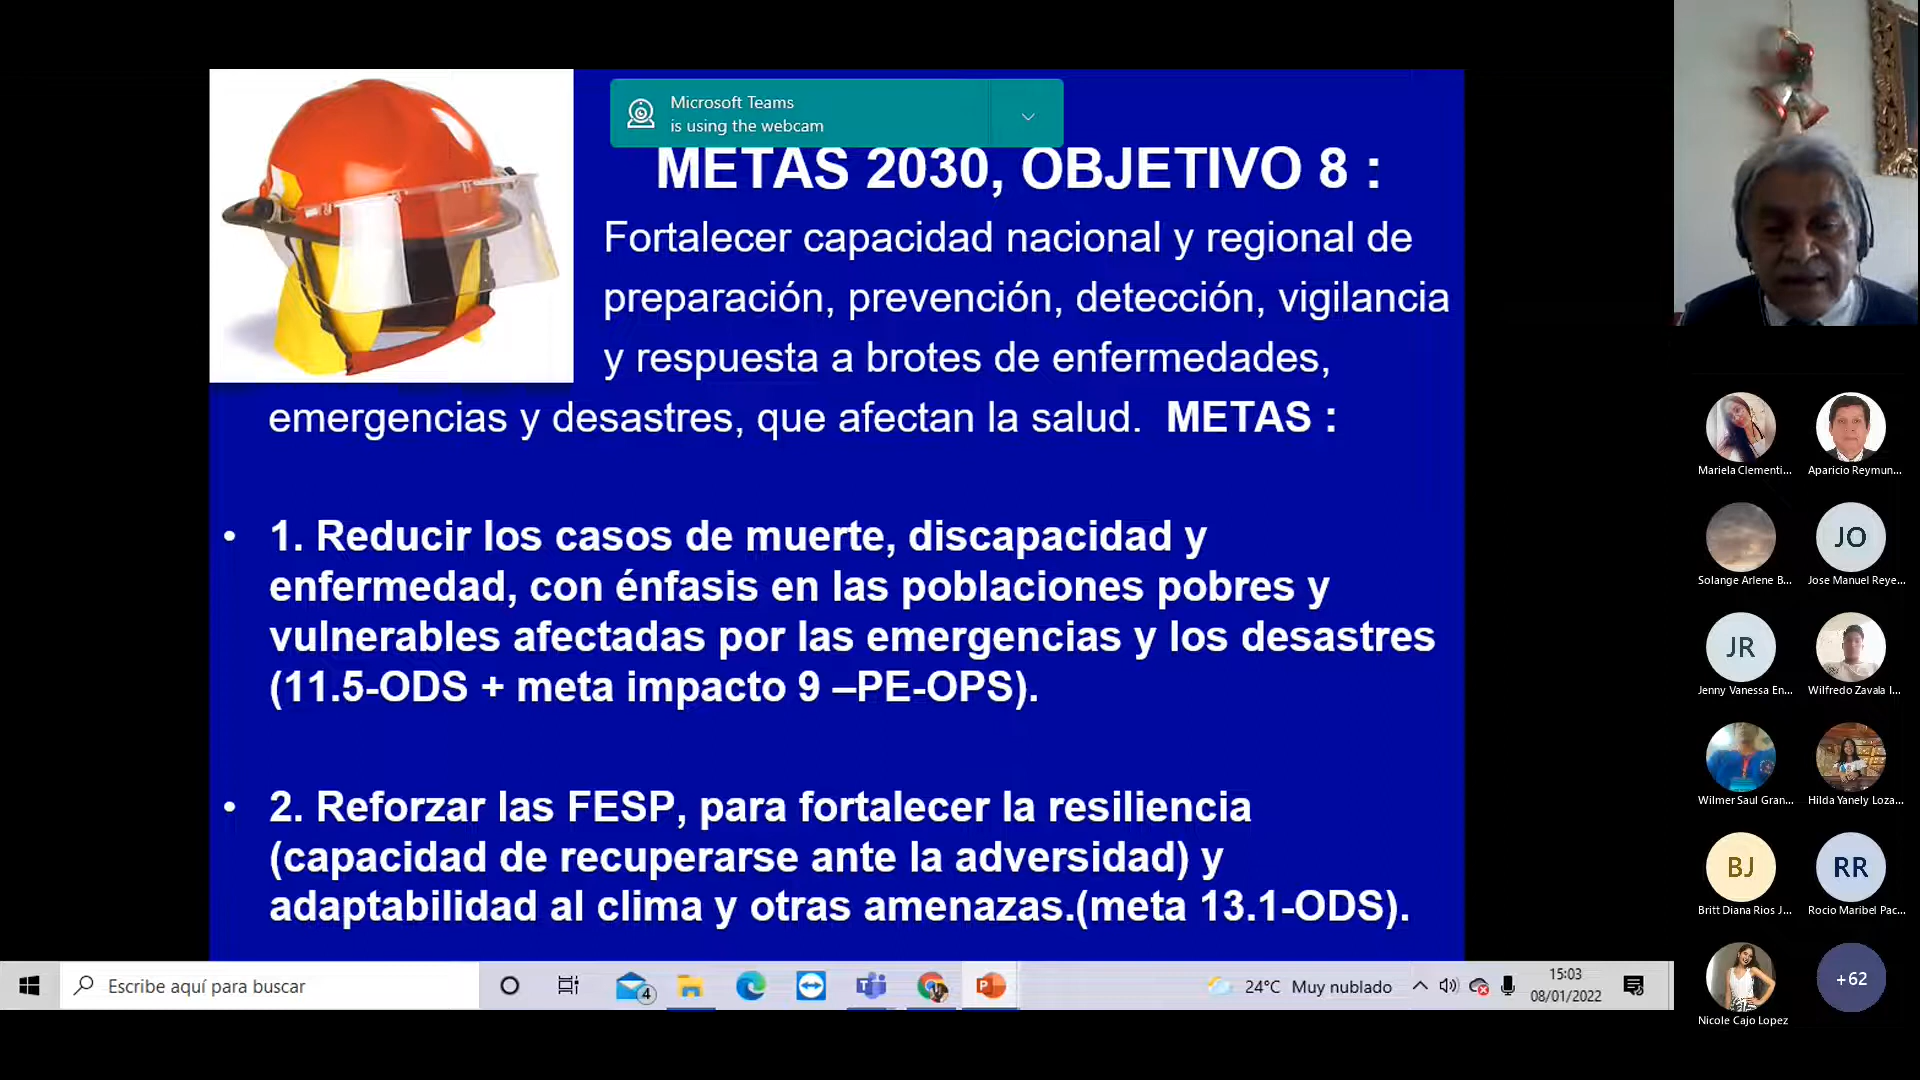 Microsoft Teams
is using the webcam
METAS 2030, OBJETIVO 8 :
Fortalecer capacidad nacional y regional de
preparación, prevención, detección, vigilancia
y respuesta a brotes de enfermedades,
emergencias y desastres, que afectan la salud. METAS :
• 1. Reducir los casos de muerte, discapacidad y
enfermedad, con énfasis en las poblaciones pobres y
vulnerables afectadas por las emergencias y los desastres
(11.5-ODS + meta impacto 9 –PE-OPS).
• 2. Reforzar las FESP, para fortalecer la resiliencia
(capacidad de recuperarse ante la adversidad) y
adaptabilidad al clima y otras amenazas.(meta 13.1-ODS).
Escribe aquí para buscar
4
24°C Muy nublado
15:03
08/01/2022
Mariela Clementi...
Aparicio Reymun...
Solange Arlene B...
JO
Jose Manuel Reye...
JR
Jenny Vanessa En...
Wilfredo Zavala I...
Wilmer Saul Gran...
Hilda Yanely Loza...
BJ
Britt Diana Rios J...
RR
Rocio Maribel Pac...
Nicole Cajo Lopez
+62